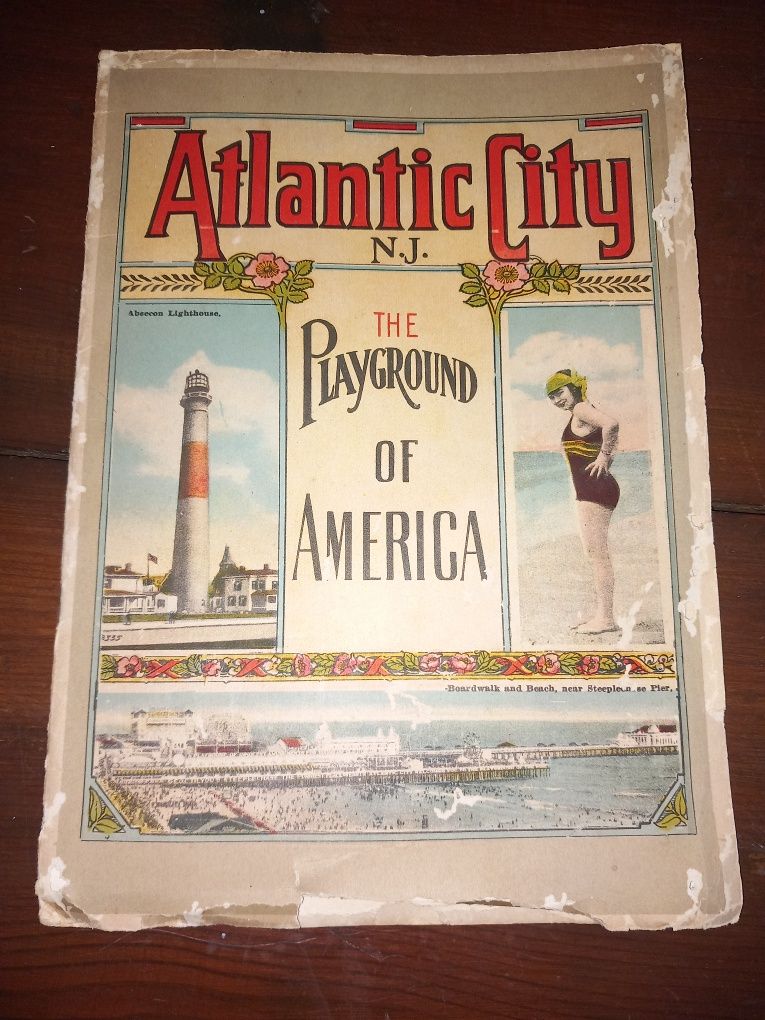 Atlantic City
N.J.
Absecon Lighthouse.
THE
PLAYGROUND
OF
AMERICA
Boardwalk and Beach, near Pier.